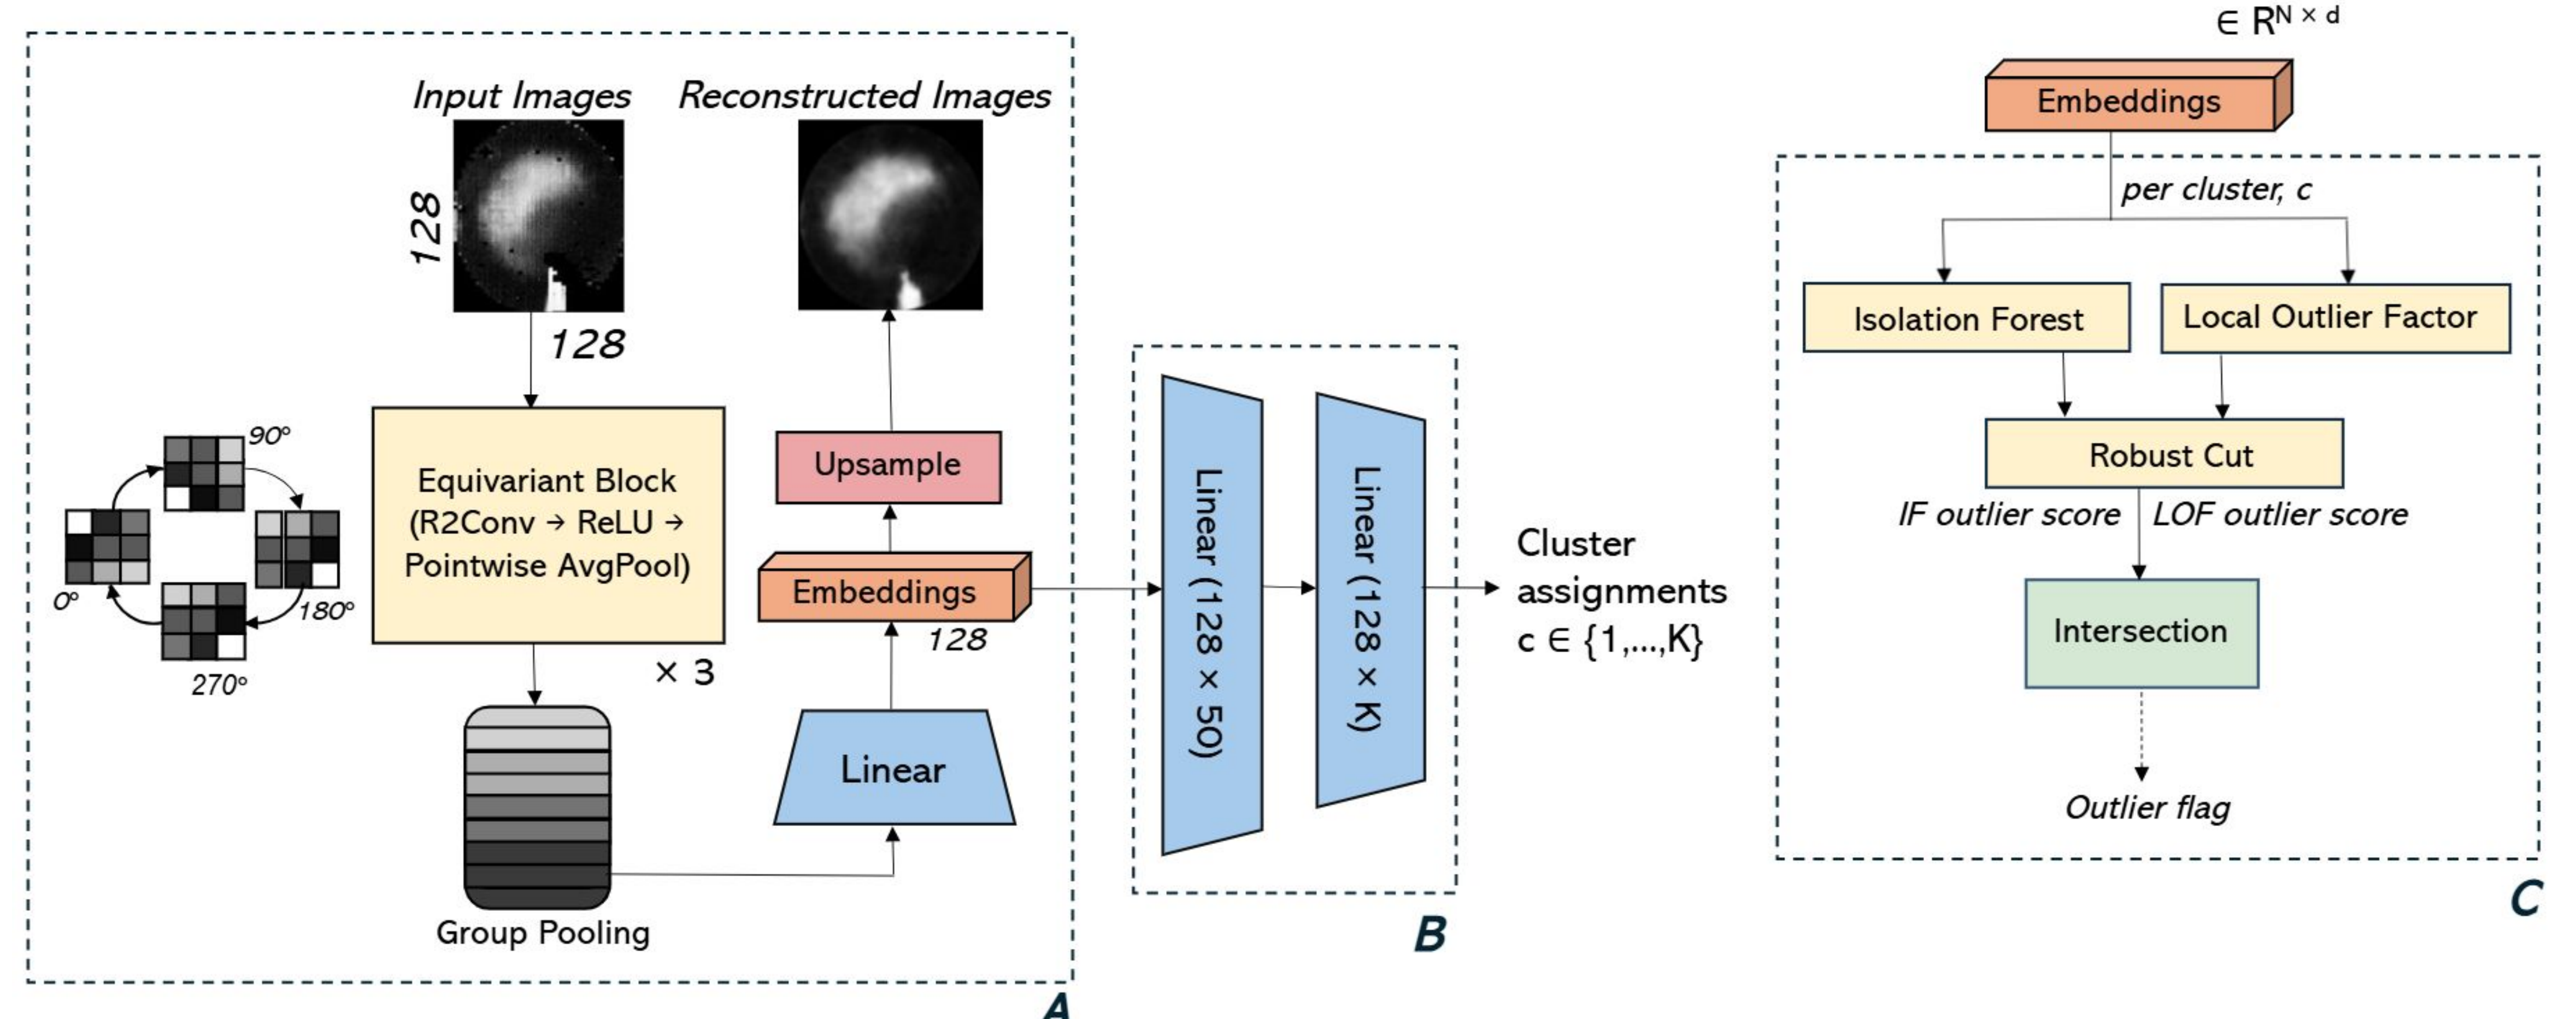 Input Images
Reconstructed Images
128
128
90°
0°
180°
270°
Equivariant Block
(R2Conv → ReLU →
Pointwise AvgPool)
× 3
Group Pooling
Upsample
Embeddings
128
Linear
A
Linear (128 × 50)
Linear (128 × K)
B
Cluster
assignments
c ∈ {1,...,K}
∈ R^{N × d}
Embeddings
per cluster, c
Isolation Forest
Local Outlier Factor
Robust Cut
IF outlier score
LOF outlier score
Intersection
Outlier flag
C